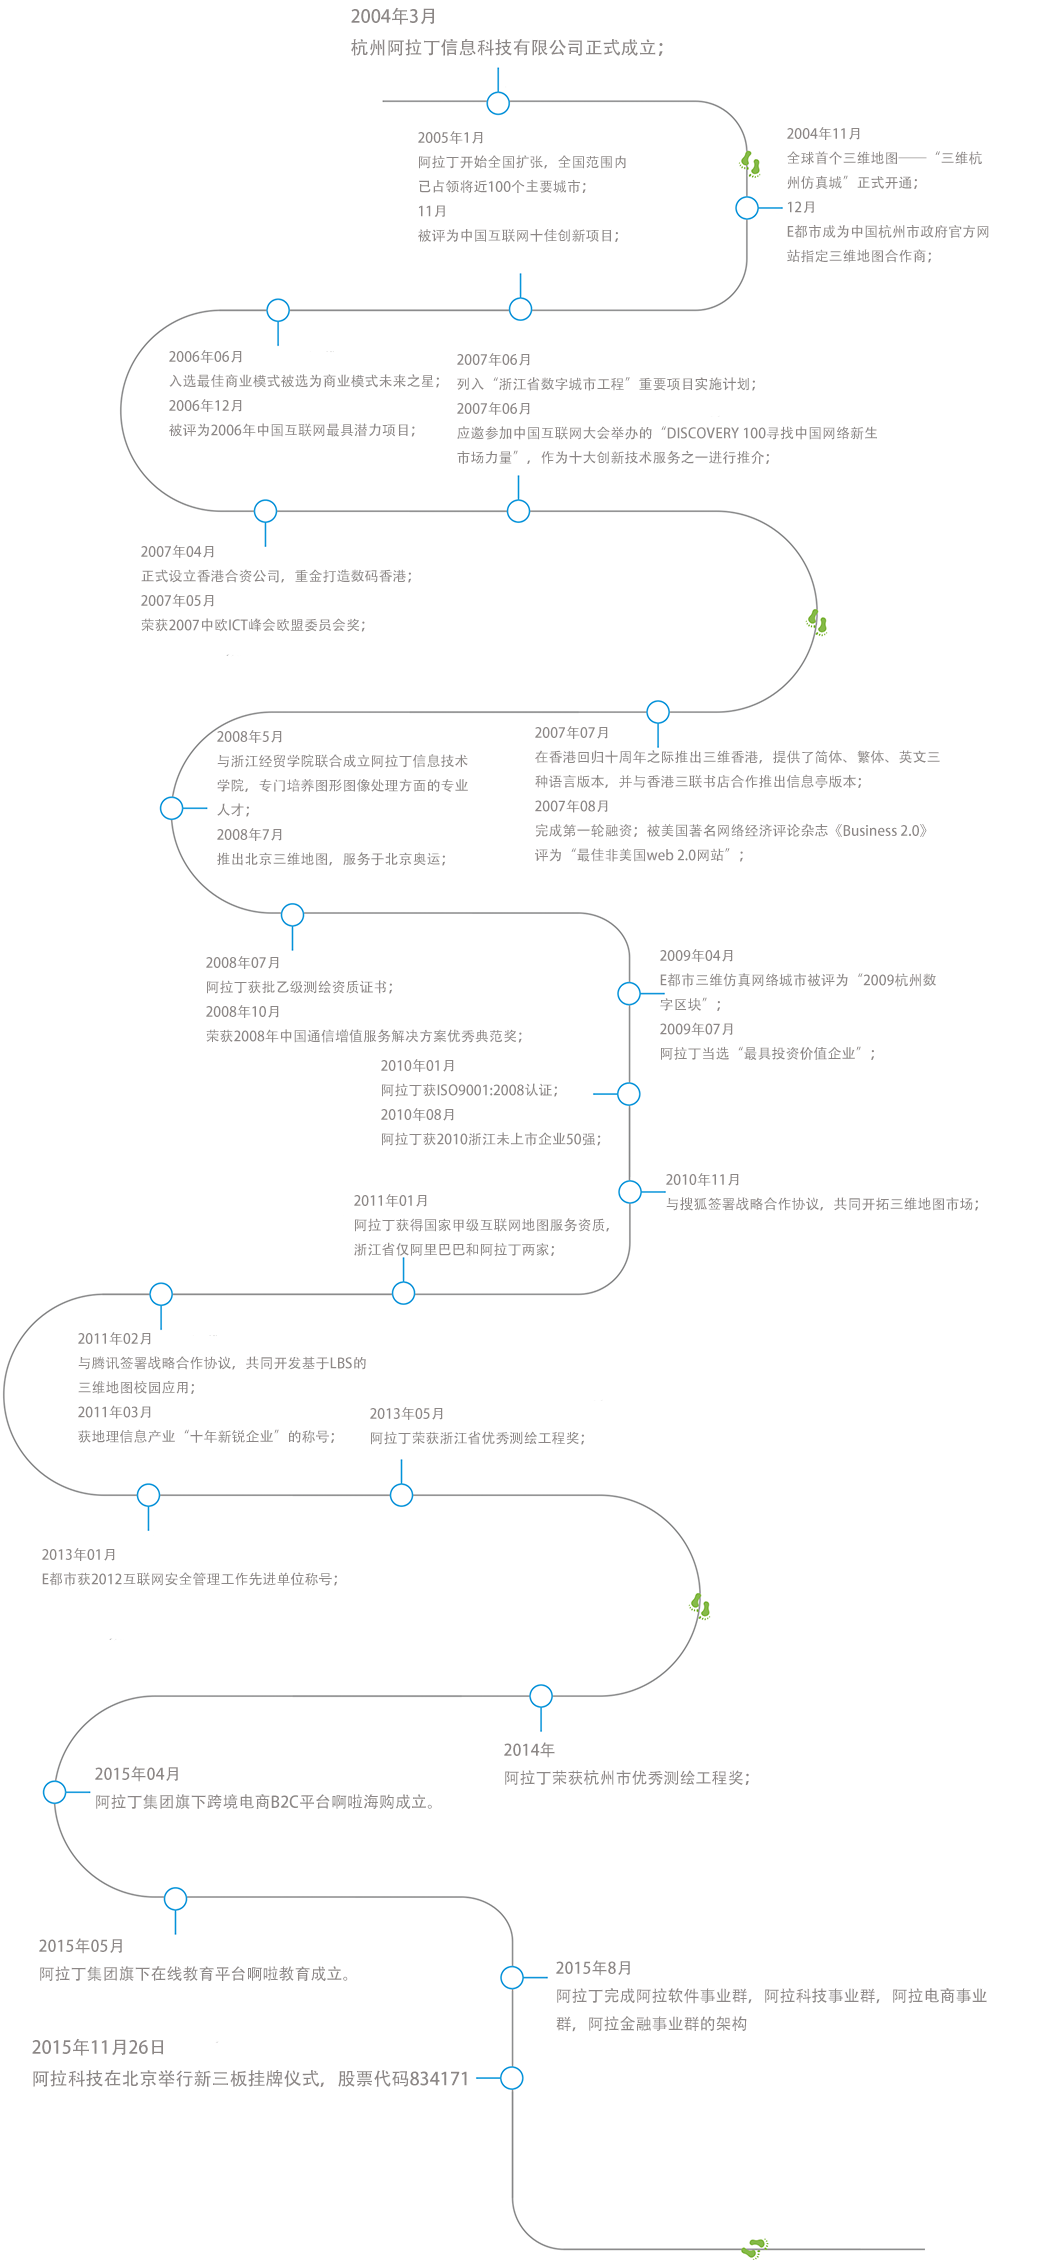 2004年3月
杭州阿拉丁信息科技有限公司正式成立；
2004年11月
全球首个三维地图——“三维杭
州仿真城”正式开通；
12月
E都市成为中国杭州市政府官方网
站指定三维地图合作商；
2005年1月
阿拉丁开始全国扩张，全国范围内
已占领将近100个主要城市；
11月
被评为中国互联网十佳创新项目；
2006年06月
入选最佳商业模式被选为商业模式未来之星；
2006年12月
被评为2006年中国互联网最具潜力项目；
2007年06月
列入“浙江省数字城市工程”重要项目实施计划；
2007年06月
应邀参加中国互联网大会举办的“DISCOVERY 100寻找中国网络新生
市场力量”，作为十大创新技术服务之一进行推介；
2007年04月
正式设立香港合资公司，重金打造数码香港；
2007年05月
荣获2007中欧ICT峰会欧盟委员会奖；
2007年07月
在香港回归十周年之际推出三维香港，提供了简体、繁体、英文三
种语言版本，并与香港三联书店合作推出信息亭版本；
2007年08月
完成第一轮融资；被美国著名网络经济评论杂志《Business 2.0》
评为“最佳非美国web 2.0网站”；
2008年5月
与浙江经贸学院联合成立阿拉丁信息技术
学院，专门培养图形图像处理方面的专业
人才；
2008年7月
推出北京三维地图，服务于北京奥运；
2008年07月
阿拉丁获批乙级测绘资质证书；
2008年10月
荣获2008年中国通信增值服务解决方案优秀典范奖；
2009年04月
E都市三维仿真网络城市被评为“2009杭州数
字区块”；
2009年07月
阿拉丁当选“最具投资价值企业”；
2010年01月
阿拉丁获ISO9001:2008认证；
2010年08月
阿拉丁获2010浙江未上市企业50强；
2010年11月
与搜狐签署战略合作协议，共同开拓三维地图市场；
2011年01月
阿拉丁获得国家甲级互联网地图服务资质，
浙江省仅阿里巴巴和阿拉丁两家；
2011年02月
与腾讯签署战略合作协议，共同开发基于LBS的
三维地图校园应用；
2011年03月
获地理信息产业“十年新锐企业”的称号；
2013年05月
阿拉丁荣获浙江省优秀测绘工程奖；
2013年01月
E都市获2012互联网安全管理工作先进单位称号；
2014年
阿拉丁荣获杭州市优秀测绘工程奖；
2015年04月
阿拉丁集团旗下跨境电商B2C平台啊啦海购成立。
2015年05月
阿拉丁集团旗下在线教育平台啊啦教育成立。
2015年8月
阿拉丁完成阿拉软件事业群，阿拉科技事业群，阿拉电商事业
群，阿拉金融事业群的架构
2015年11月26日
阿拉科技在北京举行新三板挂牌仪式，股票代码834171